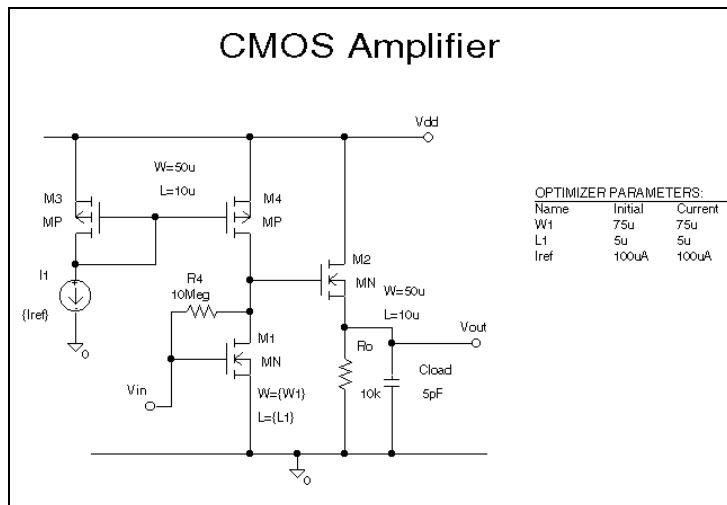 CMOS Amplifier
Vdd
W=50u
L=10u
M3
MP
M4
MP
I1
{Iref}
0
R4
10Meg
M2
MN
W=50u
L=10u
M1
MN
W={W1}
L={L1}
Vin
Ro
10k
Cload
5pF
Vout
0
OPTIMIZER PARAMETERS:
Name Initial Current
W1 75u 75u
L1 5u 5u
Iref 100uA 100uA